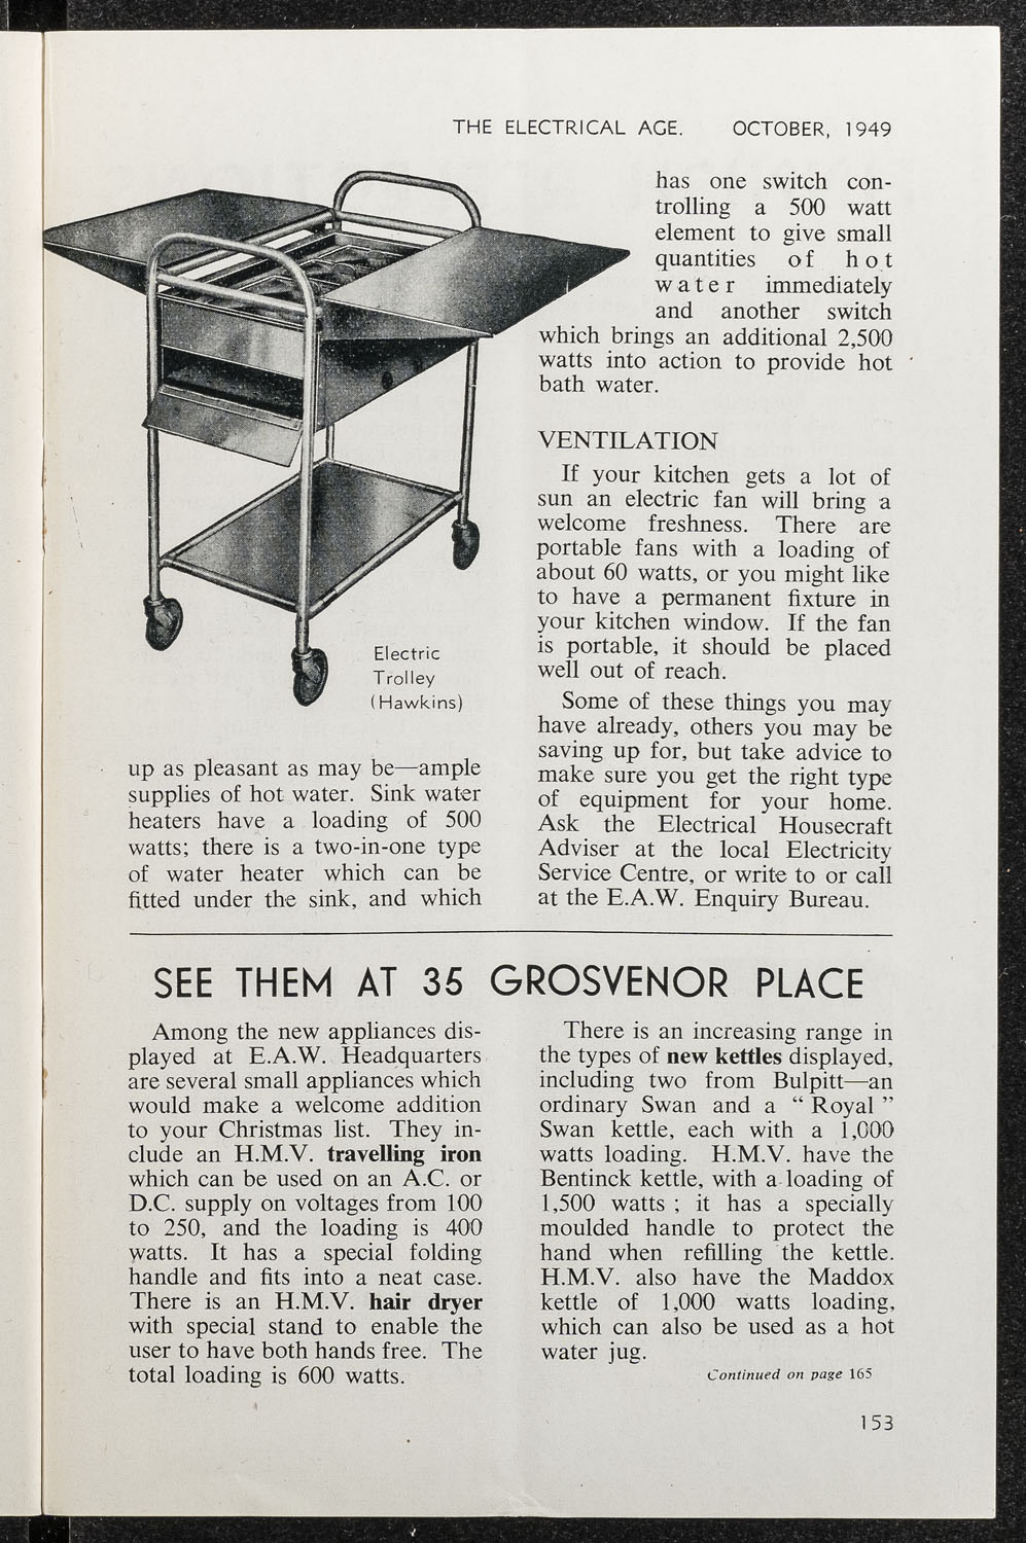 THE ELECTRICAL AGE. OCTOBER, 1949
Electric
Trolley
(Hawkins)
up as pleasant as may be—ample
supplies of hot water. Sink water
heaters have a loading of 500
watts; there is a two-in-one type
of water heater which can be
fitted under the sink, and which
has one switch con-
trolling a 500 watt
element to give small
quantities of hot
water immediately
and another switch
which brings an additional 2,500
watts into action to provide hot
bath water.
VENTILATION
If your kitchen gets a lot of
sun an electric fan will bring a
welcome freshness. There are
portable fans with a loading of
about 60 watts, or you might like
to have a permanent fixture in
your kitchen window. If the fan
is portable, it should be placed
well out of reach.
Some of these things you may
have already, others you may be
saving up for, but take advice to
make sure you get the right type
of equipment for your home.
Ask the Electrical Housecraft
Adviser at the local Electricity
Service Centre, or write to or call
at the E.A.W. Enquiry Bureau.
SEE THEM AT 35 GROSVENOR PLACE
Among the new appliances dis-
played at E.A.W. Headquarters
are several small appliances which
would make a welcome addition
to your Christmas list. They in-
clude an H.M.V. travelling iron
which can be used on an A.C. or
D.C. supply on voltages from 100
to 250, and the loading is 400
watts. It has a special folding
handle and fits into a neat case.
There is an H.M.V. hair dryer
with special stand to enable the
user to have both hands free. The
total loading is 600 watts.
There is an increasing range in
the types of new kettles displayed,
including two from Bulpitt—an
ordinary Swan and a “ Royal ”
Swan kettle, each with a 1,000
watts loading. H.M.V. have the
Bentinck kettle, with a loading of
1,500 watts ; it has a specially
moulded handle to protect the
hand when refilling the kettle.
H.M.V. also have the Maddox
kettle of 1,000 watts loading,
which can also be used as a hot
water jug.
Continued on page 165
153